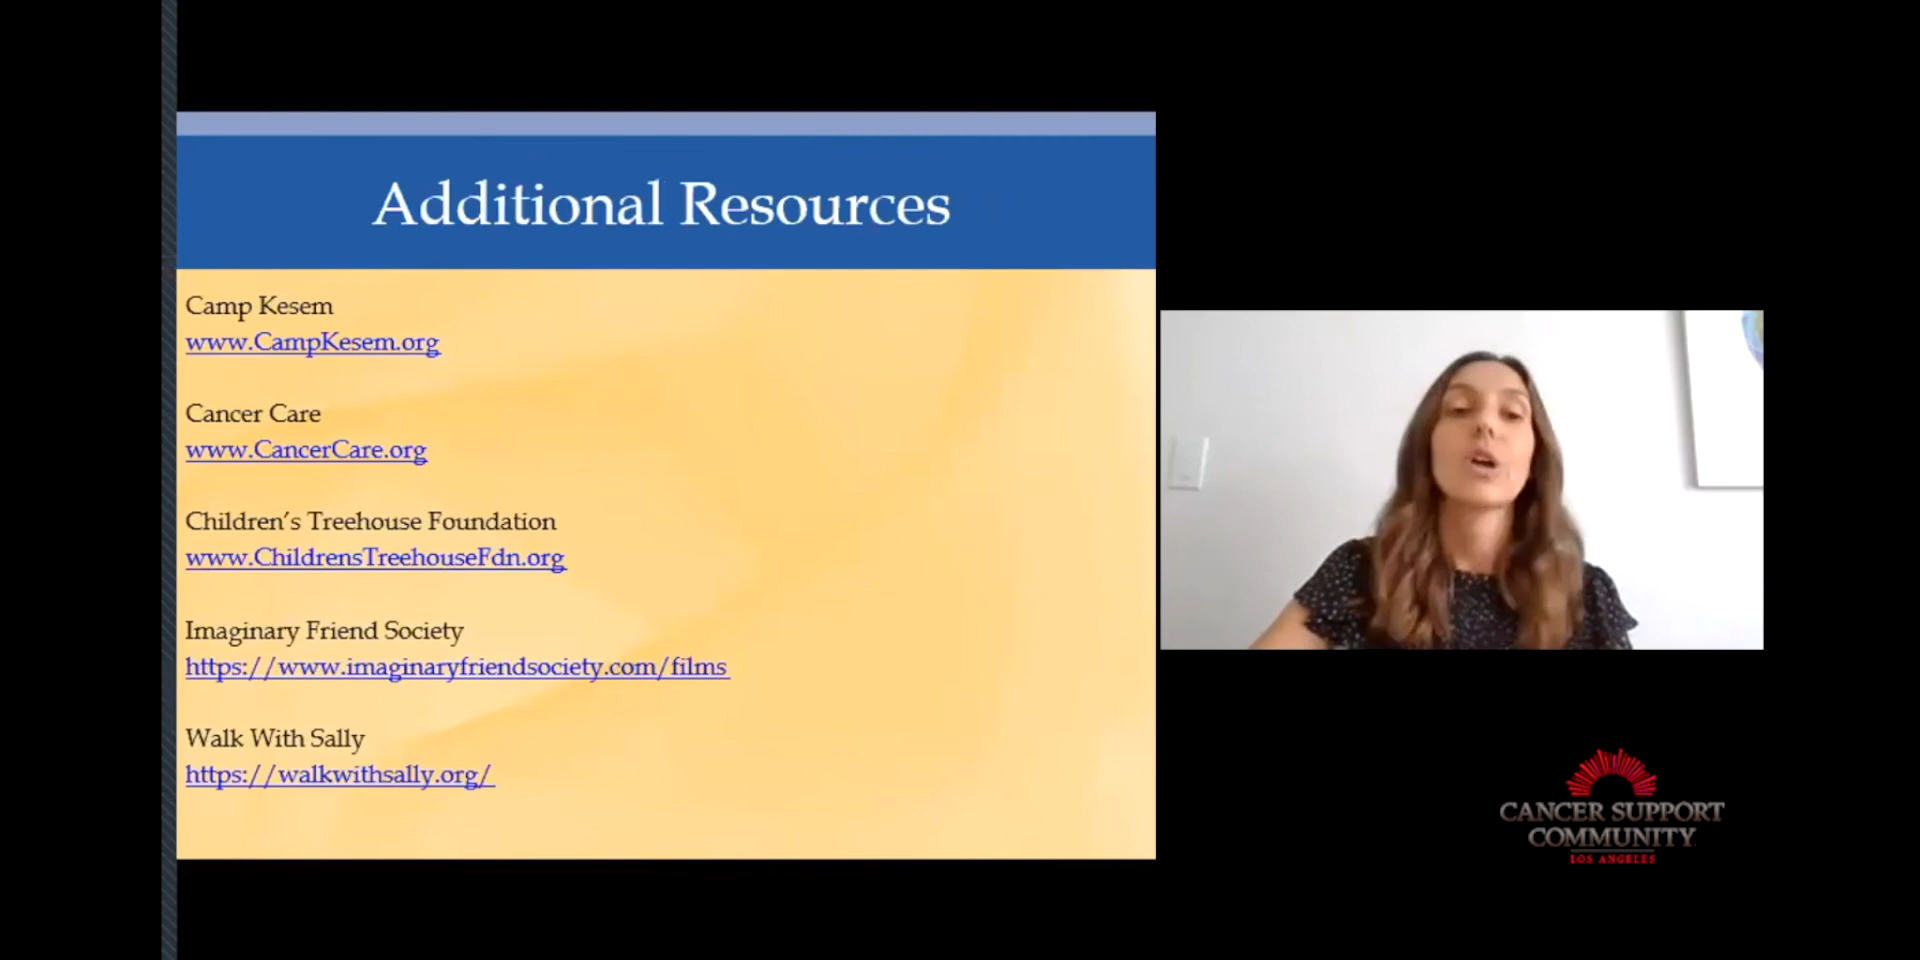 Additional Resources
Camp Kesem
www.CampKesem.org
Cancer Care
www.CancerCare.org
Children's Treehouse Foundation
www.ChildrensTreehouseFdn.org
Imaginary Friend Society
https://www.imaginaryfriendsociety.com/films
Walk With Sally
https://walkwithsally.org/
CANCER SUPPORT
COMMUNITY
LOS ANGELES